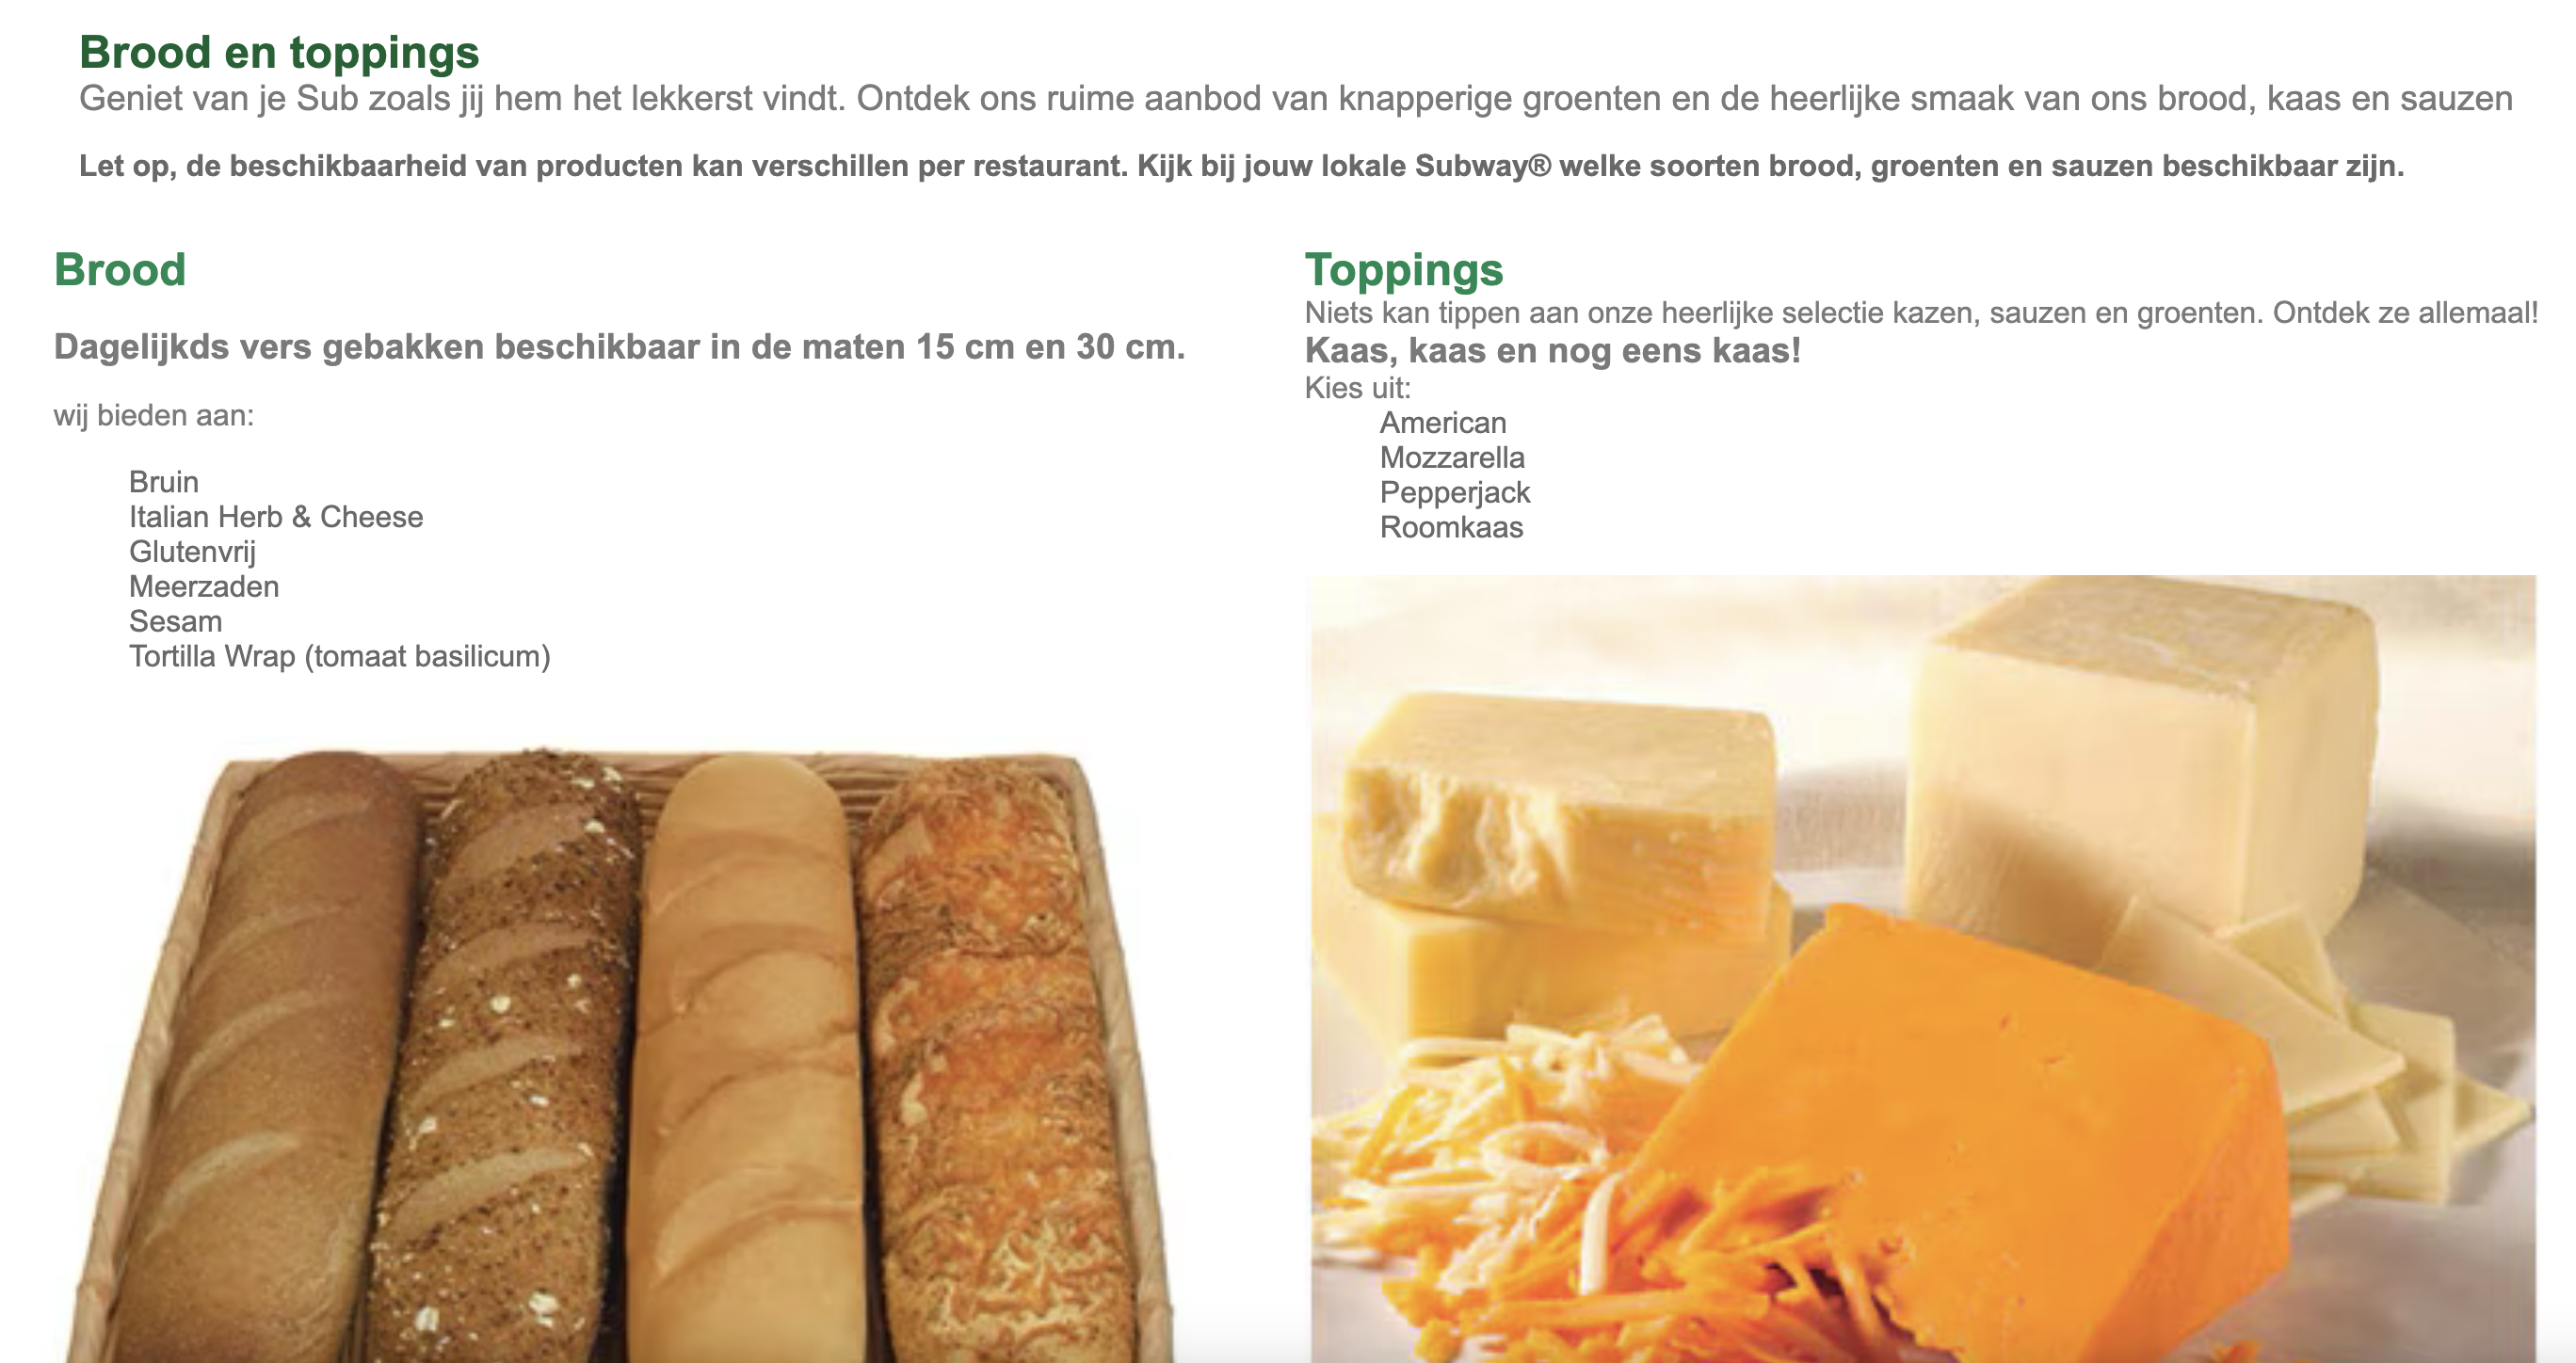 Brood en toppings
Geniet van je Sub zoals jij hem het lekkerst vindt. Ontdek ons ruime aanbod van knapperige groenten en de heerlijke smaak van ons brood, kaas en sauzen
Let op, de beschikbaarheid van producten kan verschillen per restaurant. Kijk bij jouw lokale Subway® welke soorten brood, groenten en sauzen beschikbaar zijn.
Brood
Dagelijkds vers gebakken beschikbaar in de maten 15 cm en 30 cm.
wij bieden aan:
Bruin
Italian Herb & Cheese
Glutenvrij
Meerzaden
Sesam
Tortilla Wrap (tomaat basilicum)
Toppings
Niets kan tippen aan onze heerlijke selectie kazen, sauzen en groenten. Ontdek ze allemaal!
Kaas, kaas en nog eens kaas!
Kies uit:
American
Mozzarella
Pepperjack
Roomkaas